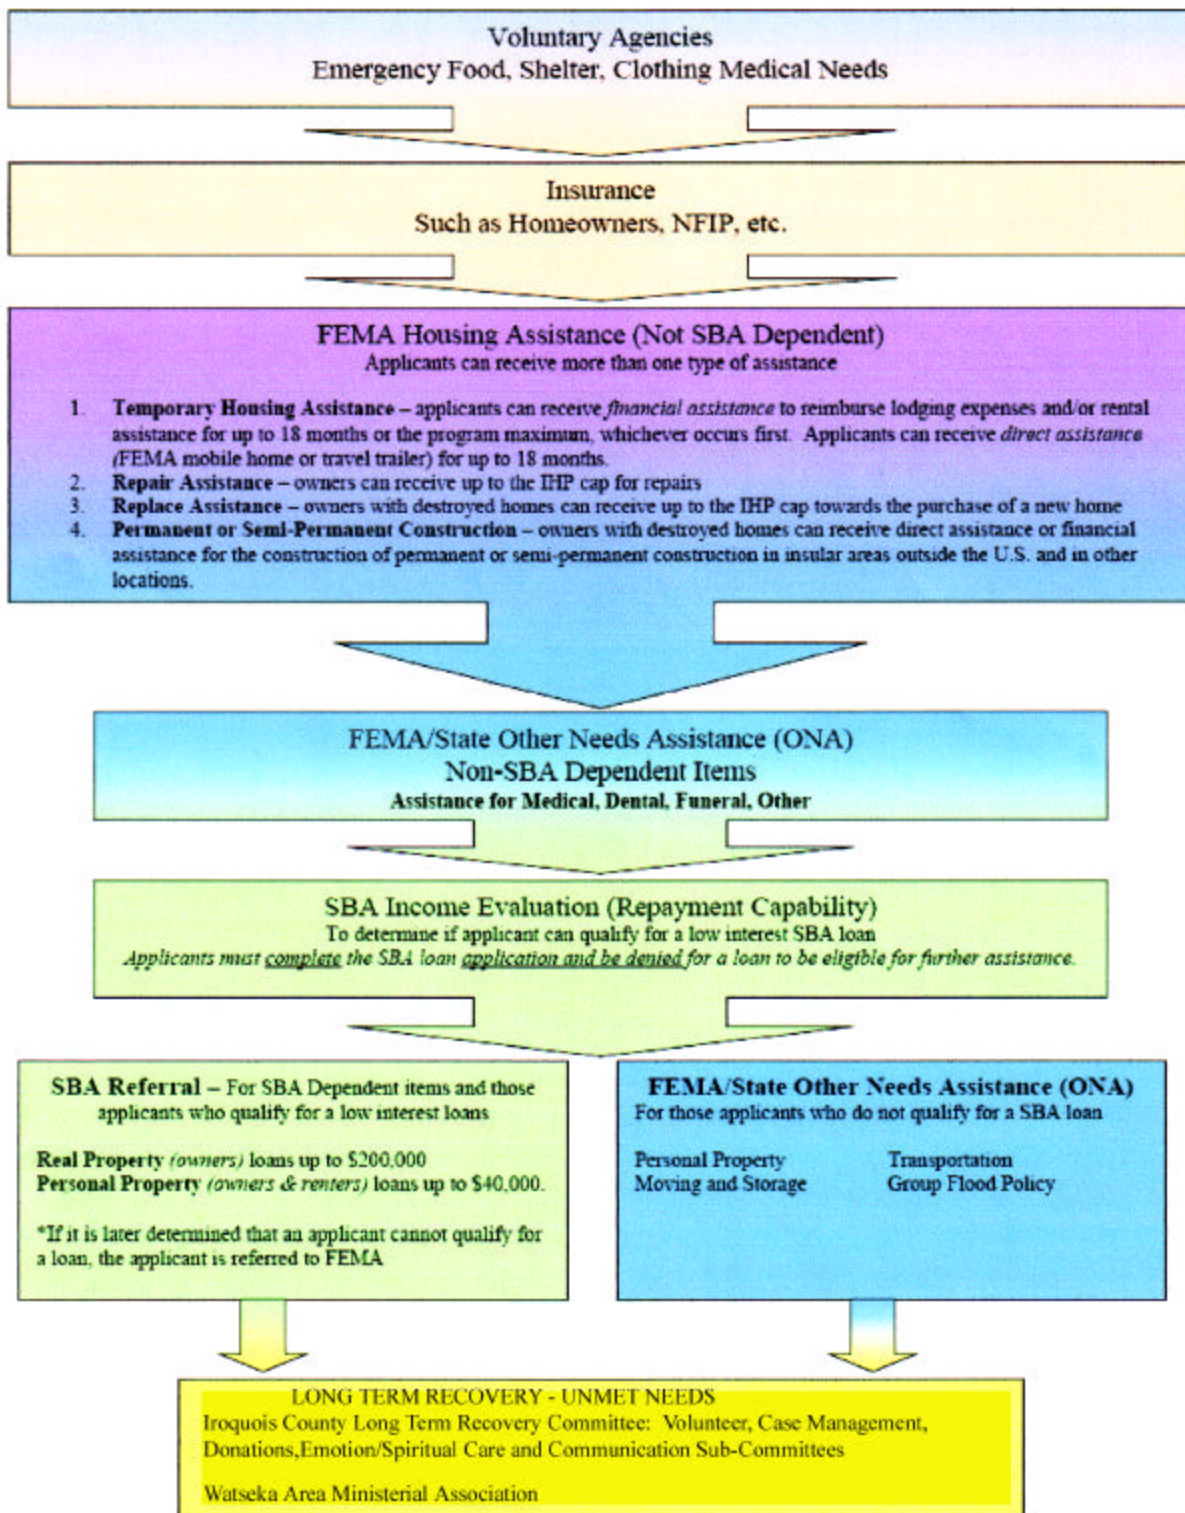 Voluntary Agencies
Emergency Food, Shelter, Clothing Medical Needs
Insurance
Such as Homeowners, NFIP, etc.
FEMA Housing Assistance (Not SBA Dependent)
Applicants can receive more than one type of assistance
1. Temporary Housing Assistance – applicants can receive financial assistance to reimburse lodging expenses and/or rental
assistance for up to 18 months or the program maximum, whichever occurs first. Applicants can receive direct assistance
(FEMA mobile home or travel trailer) for up to 18 months.
2. Repair Assistance – owners can receive up to the IHP cap for repairs
3. Replace Assistance – owners with destroyed homes can receive up to the IHP cap towards the purchase of a new home
4. Permanent or Semi-Permanent Construction – owners with destroyed homes can receive direct assistance or financial
assistance for the construction of permanent or semi-permanent construction in insular areas outside the U.S. and in other
locations.
FEMA/State Other Needs Assistance (ONA)
Non-SBA Dependent Items
Assistance for Medical, Dental, Funeral, Other
SBA Income Evaluation (Repayment Capability)
To determine if applicant can qualify for a low interest SBA loan
Applicants must complete the SBA loan application and be denied for a loan to be eligible for further assistance.
SBA Referral – For SBA Dependent items and those
applicants who qualify for a low interest loans
Real Property (owners) loans up to $200,000
Personal Property (owners & renters) loans up to $40,000.
*If it is later determined that an applicant cannot qualify for
a loan, the applicant is referred to FEMA
FEMA/State Other Needs Assistance (ONA)
For those applicants who do not qualify for a SBA loan
Personal Property Transportation
Moving and Storage Group Flood Policy
LONG TERM RECOVERY - UNMET NEEDS
Iroquois County Long Term Recovery Committee: Volunteer, Case Management,
Donations,Emotion/Spiritual Care and Communication Sub-Committees
Watseka Area Ministerial Association